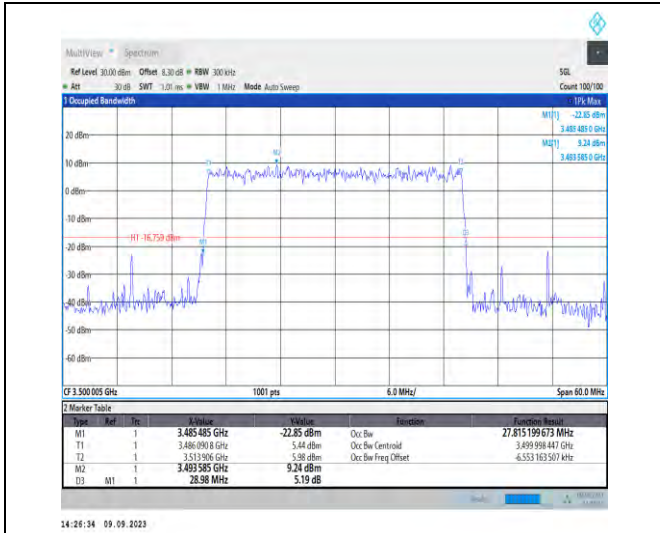 MultiView Spectrum
Ref Level 30.00 dBm Offset 8.30 dB RBW 300 kHz SGL
Att 30 dB SWT 1.01 ms VBW 1 MHz Mode Auto Sweep Count 100/100
1 Occupied Bandwidth 1Pk Max
M1[1] -22.85 dBm
3.485 485 0 GHz
M2[1] 9.24 dBm
3.493 585 0 GHz
20 dBm
10 dBm
M2
T1
T2
0 dBm
-10 dBm
H1 -16.759 dBm
M1
D3
-20 dBm
-30 dBm
-40 dBm
-50 dBm
-60 dBm
CF 3.500 005 GHz 1001 pts 6.0 MHz/ Span 60.0 MHz
2 Marker Table
Type Ref Trc X-Value Y-Value Function Function Result
M1 1 3.485 485 GHz -22.85 dBm Occ Bw 27.815 199 673 MHz
T1 1 3.486 090 8 GHz 5.44 dBm Occ Bw Centroid 3.499 998 447 GHz
T2 1 3.513 906 GHz 5.98 dBm Occ Bw Freq Offset -6.553 163 507 kHz
M2 1 3.493 585 GHz 9.24 dBm
D3 M1 1 28.98 MHz 5.19 dB
14:26:34 09.09.2023